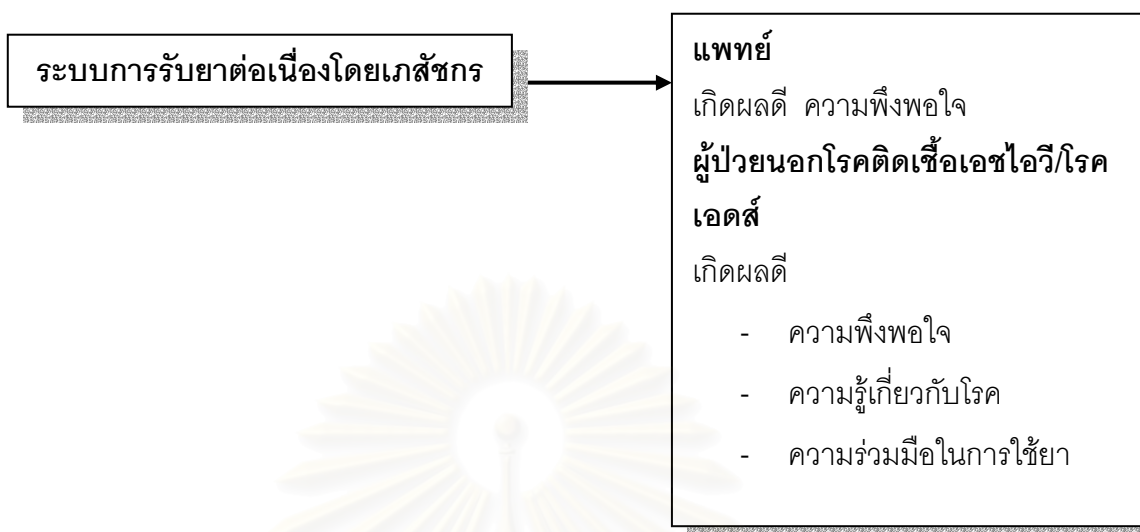 ระบบการรับยาต่อเนื่องโดยเภสัชกร
แพทย์
เกิดผลดี ความพึงพอใจ
ผู้ป่วยนอกโรคติดเชื้อเอชไอวี/โรค
เอดส์
เกิดผลดี
- ความพึงพอใจ
- ความรู้เกี่ยวกับโรค
- ความร่วมมือในการใช้ยา